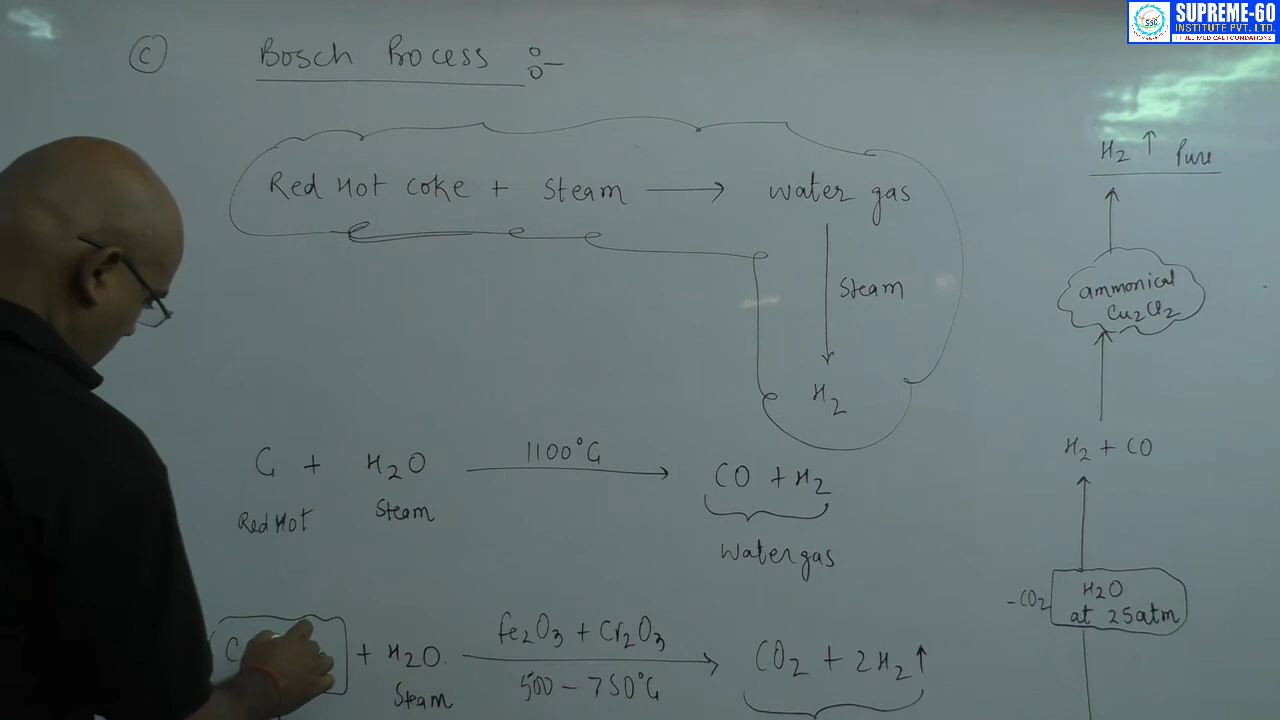 SUPREME-60
INSTITUTE PVT. LTD.
(C) Bosch Process :-
Red Hot coke + Steam → water gas
Steam
H2
C + H2O 1100°C → CO + H2
Red Hot Steam
Water gas
+ H2O Fe2O3 + Cr2O3 → CO2 + 2H2↑
500 – 750°C
Steam
H2 ↑ Pure
ammonical
Cu2Cl2
H2 + CO
-CO2
H2O
at 25atm